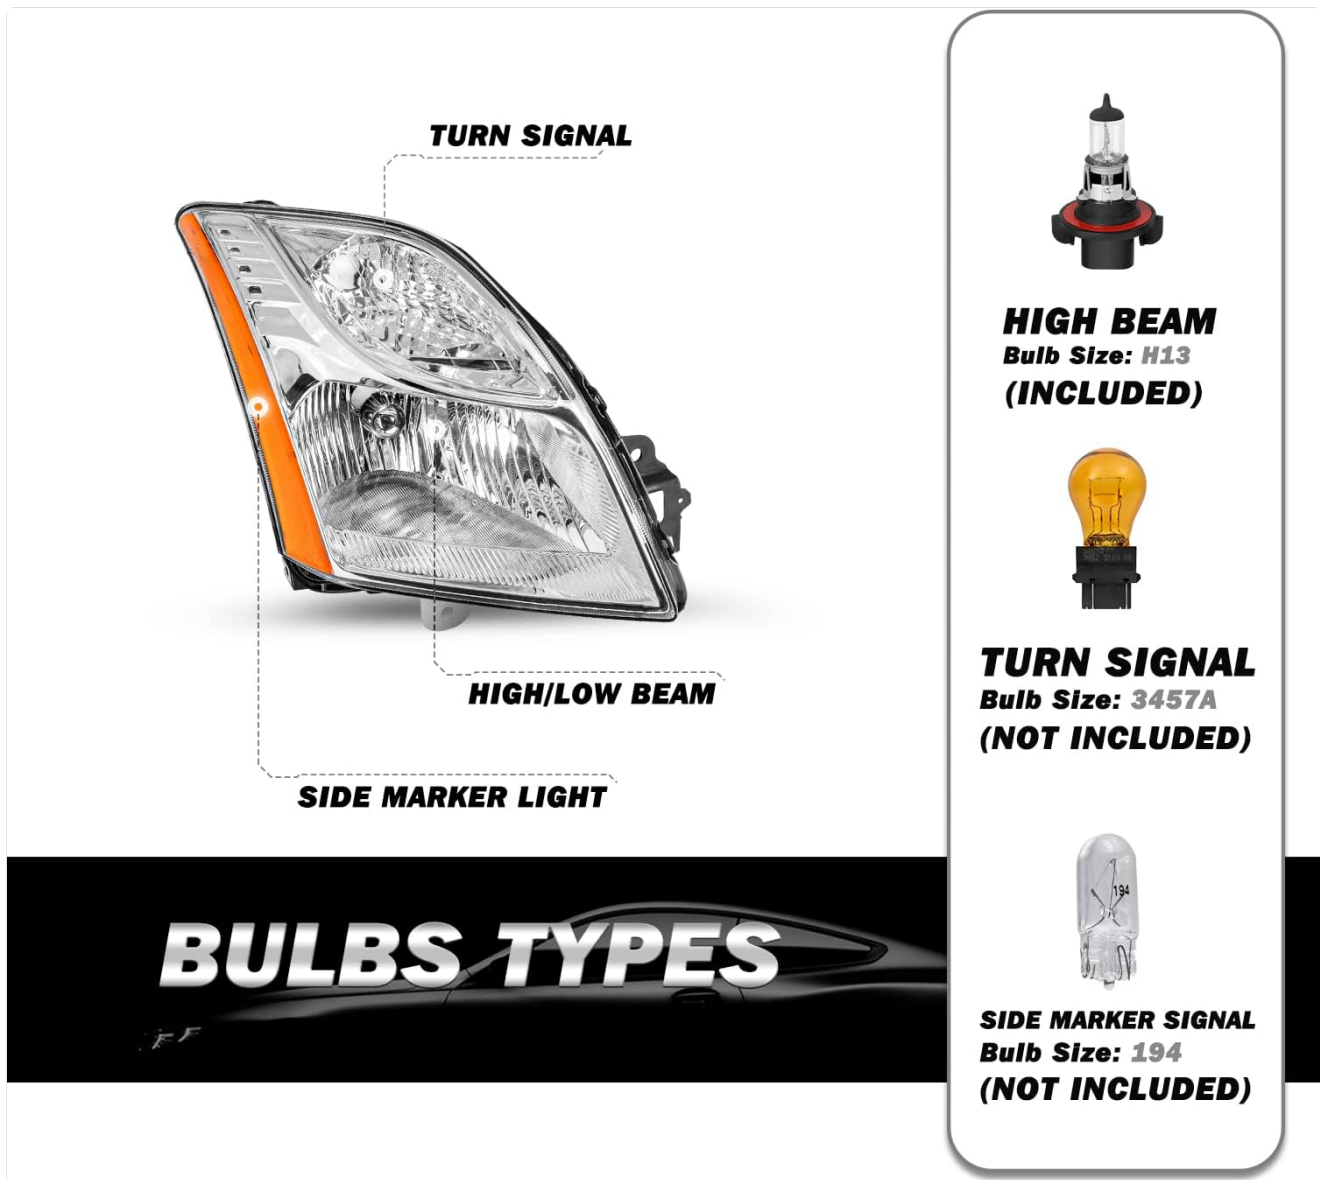 TURN SIGNAL
HIGH/LOW BEAM
SIDE MARKER LIGHT
BULBS TYPES
HIGH BEAM
Bulb Size: H13
(INCLUDED)
TURN SIGNAL
Bulb Size: 3457A
(NOT INCLUDED)
194
SIDE MARKER SIGNAL
Bulb Size: 194
(NOT INCLUDED)